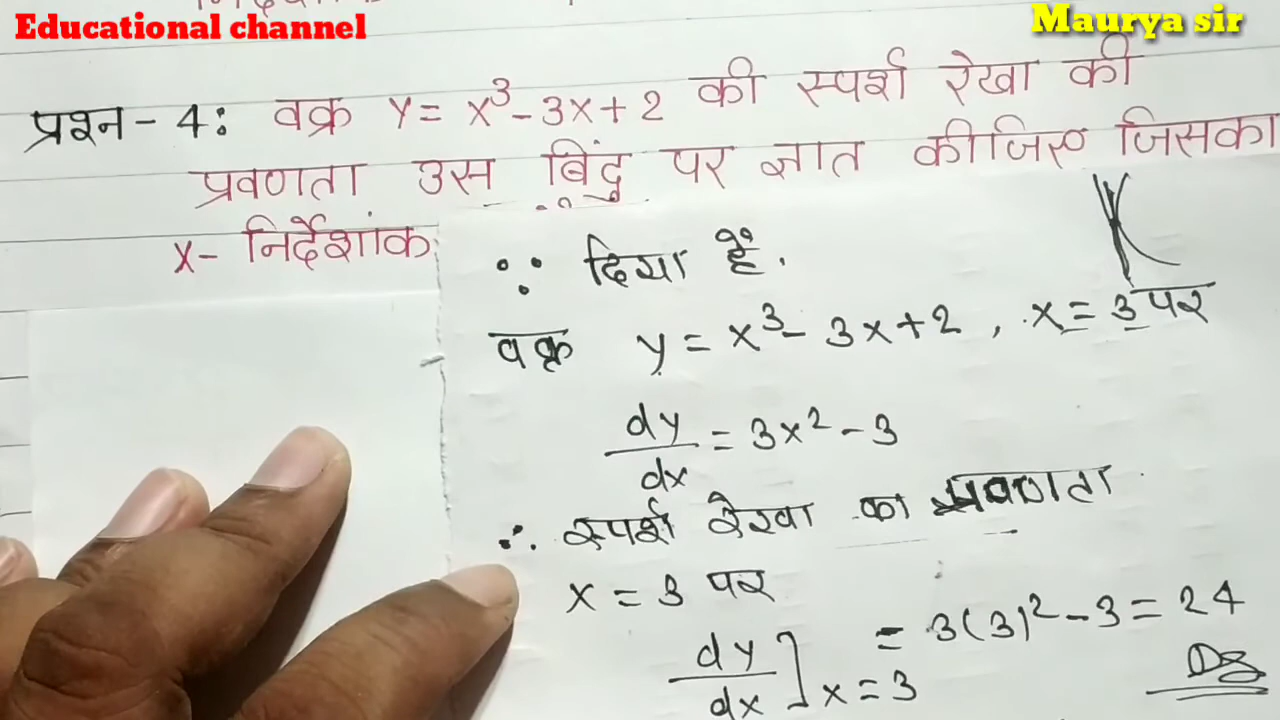 Educational channel
Maurya sir
प्रश्न - 4: वक्र y = x³ - 3x + 2 की स्पर्श रेखा की
प्रवणता उस बिंदु पर ज्ञात कीजिए जिसका
x - निर्देशांक
∵ दिया हैं.
वक्र y = x³ - 3x + 2, x = 3 पर
dy/dx = 3x² - 3
∴ स्पर्श रेखा का प्रवणता
x = 3 पर
dy/dx ] x = 3 = 3(3)² - 3 = 24